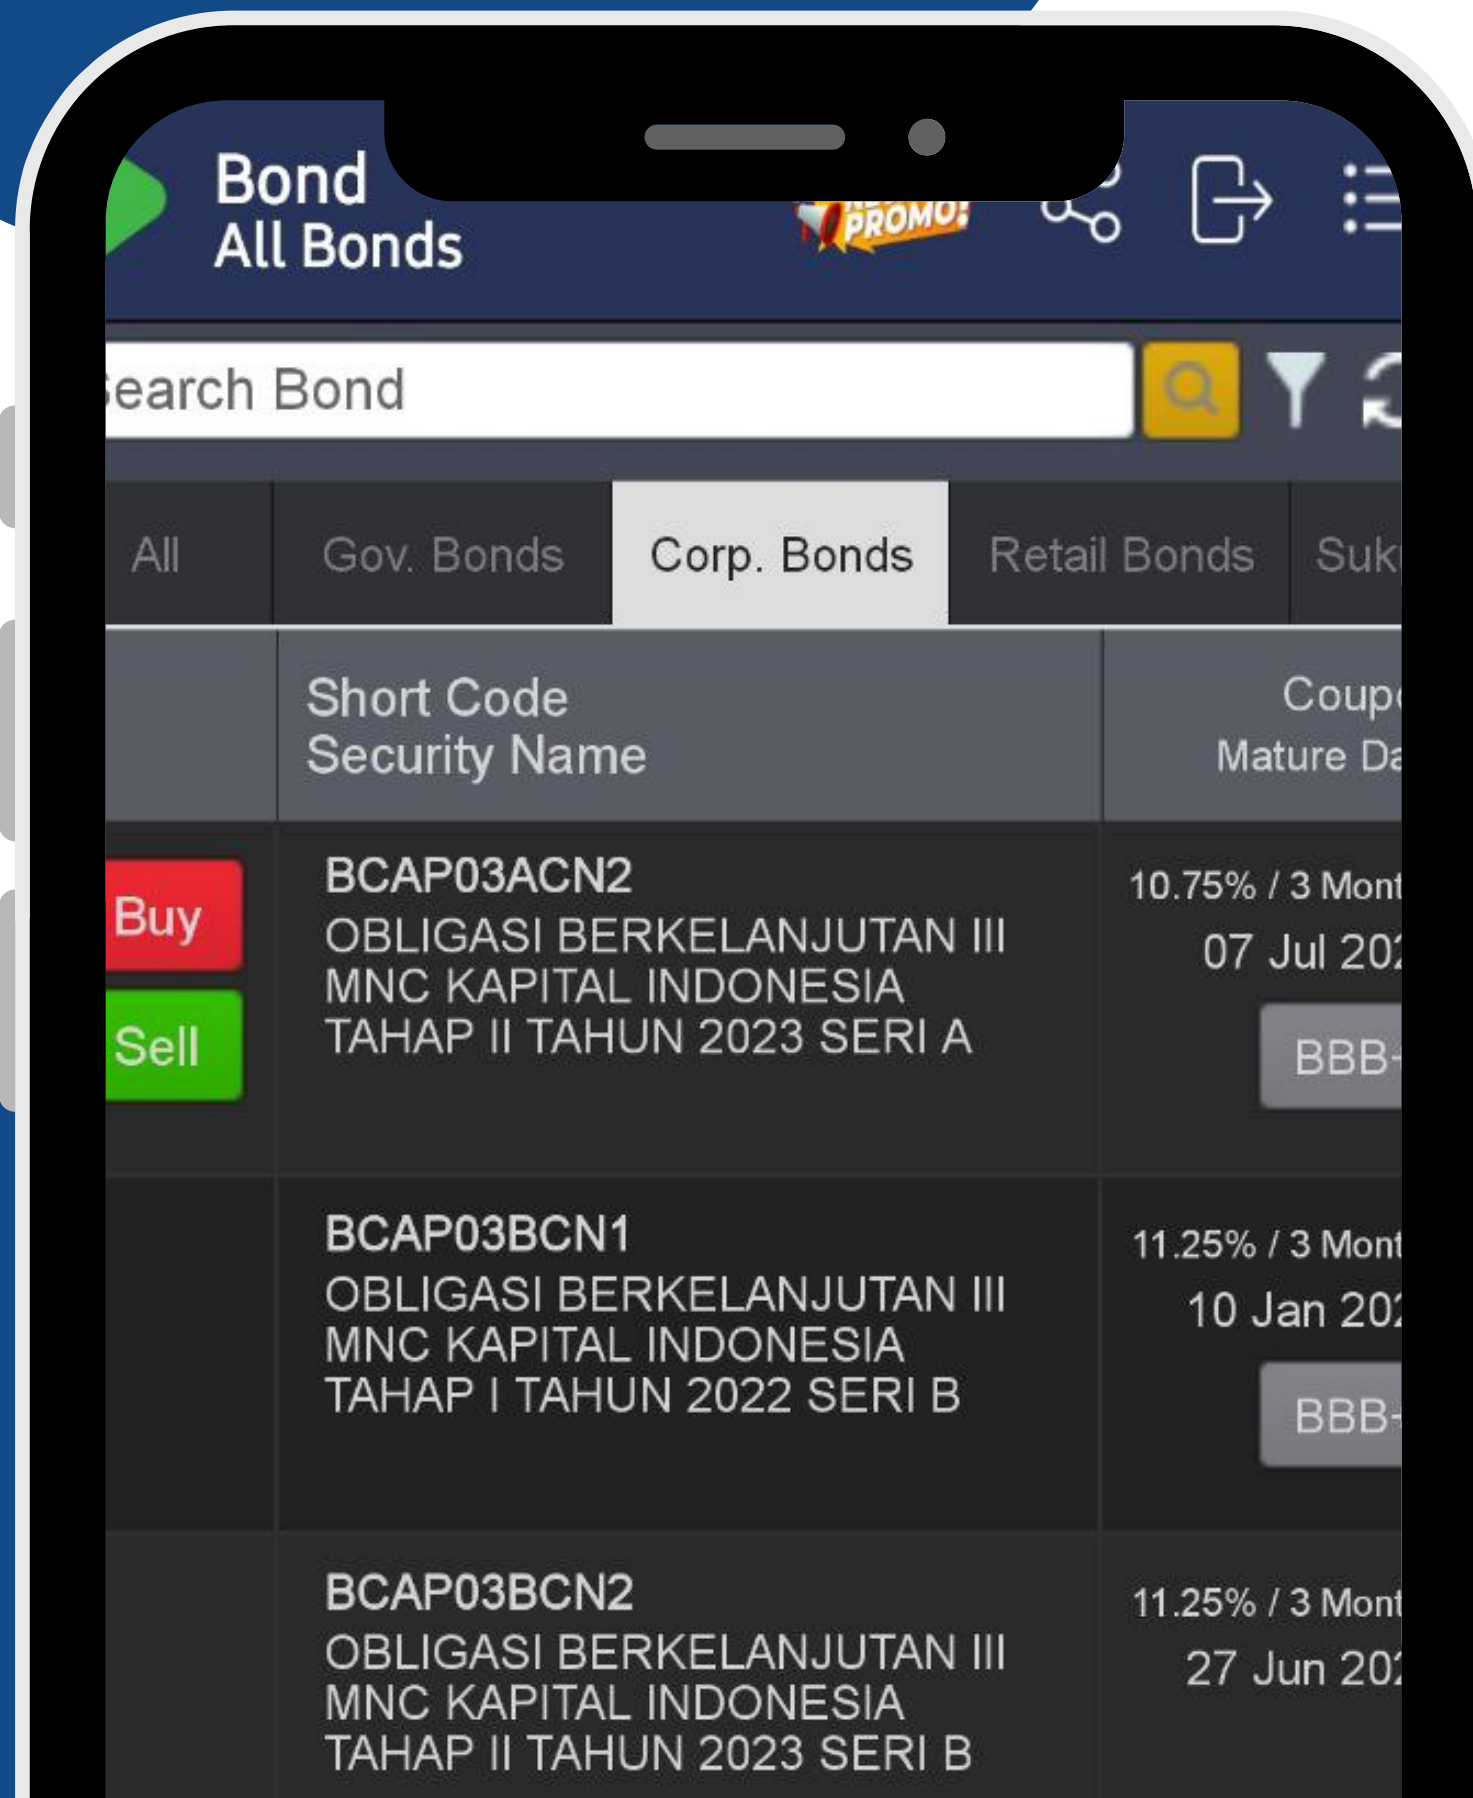 Bond
All Bonds
PROMO!
Search Bond
All
Gov. Bonds
Corp. Bonds
Retail Bonds
Short Code
Security Name
Mature
Buy
Sell
BCAP03ACN2
OBLIGASI BERKELANJUTAN III
MNC KAPITAL INDONESIA
TAHAP II TAHUN 2023 SERI A
10.75% / 3
07 Jul
BCAP03BCN1
OBLIGASI BERKELANJUTAN III
MNC KAPITAL INDONESIA
TAHAP I TAHUN 2022 SERI B
11.25% / 3
10 Jan
BCAP03BCN2
OBLIGASI BERKELANJUTAN III
MNC KAPITAL INDONESIA
TAHAP II TAHUN 2023 SERI B
11.25% / 3
27 Jun